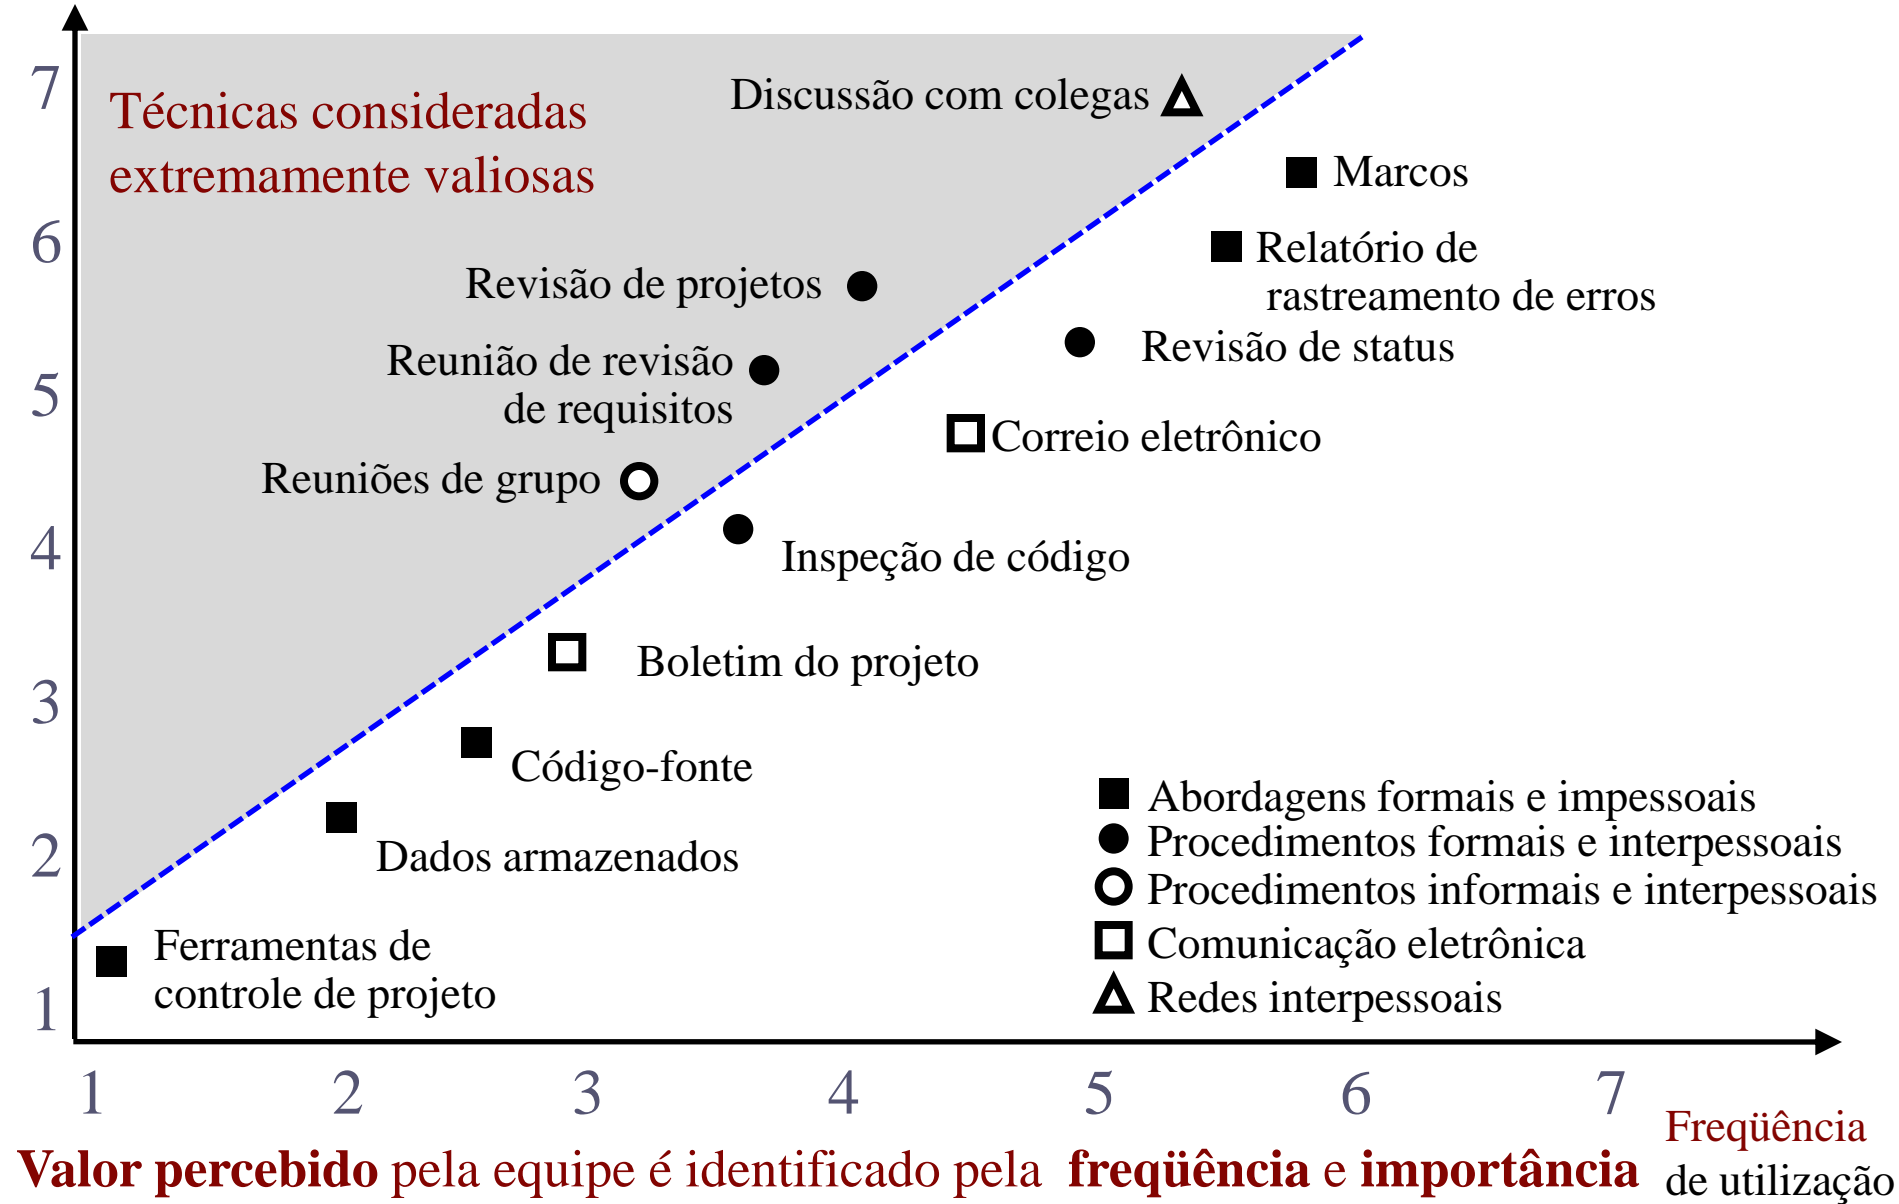 7
Técnicas consideradas
extremamente valiosas
Discussão com colegas
Marcos
6
Relatório de
rastreamento de erros
Revisão de projetos
Revisão de status
Reunião de revisão
de requisitos
5
Correio eletrônico
Reuniões de grupo
4
Inspeção de código
Boletim do projeto
3
Código-fonte
Dados armazenados
2
Ferramentas de
controle de projeto
1
Abordagens formais e impessoais
Procedimentos formais e interpessoais
Procedimentos informais e interpessoais
Comunicação eletrônica
Redes interpessoais
1 2 3 4 5 6 7
Freqüência
de utilização
Valor percebido pela equipe é identificado pela freqüência e importância